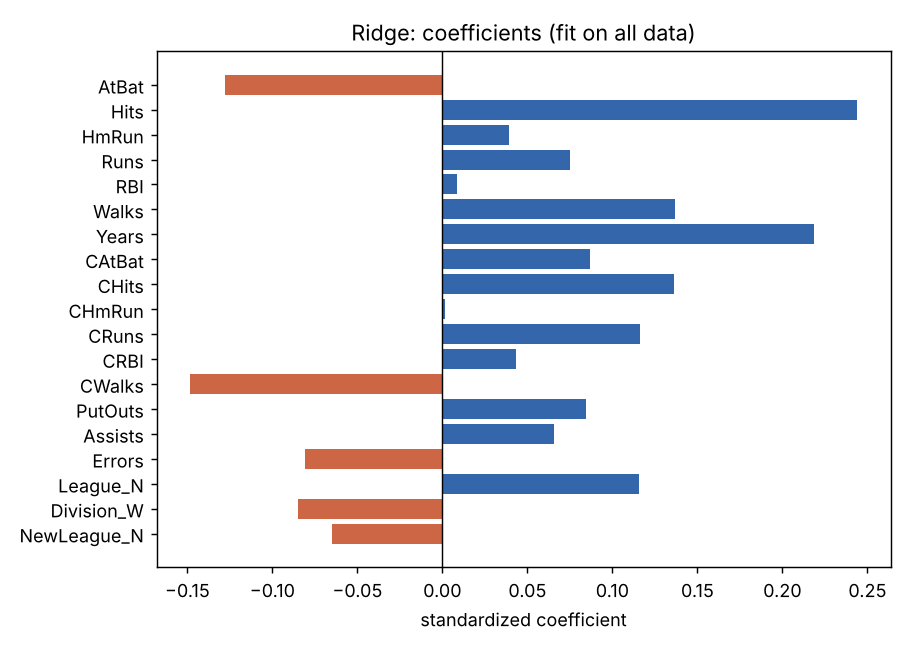 Ridge: coefficients (fit on all data)
AtBat
Hits
HmRun
Runs
RBI
Walks
Years
CAtBat
CHits
CHmRun
CRuns
CRBI
CWalks
PutOuts
Assists
Errors
League_N
Division_W
NewLeague_N
−0.15 −0.10 −0.05 0.00 0.05 0.10 0.15 0.20 0.25
standardized coefficient